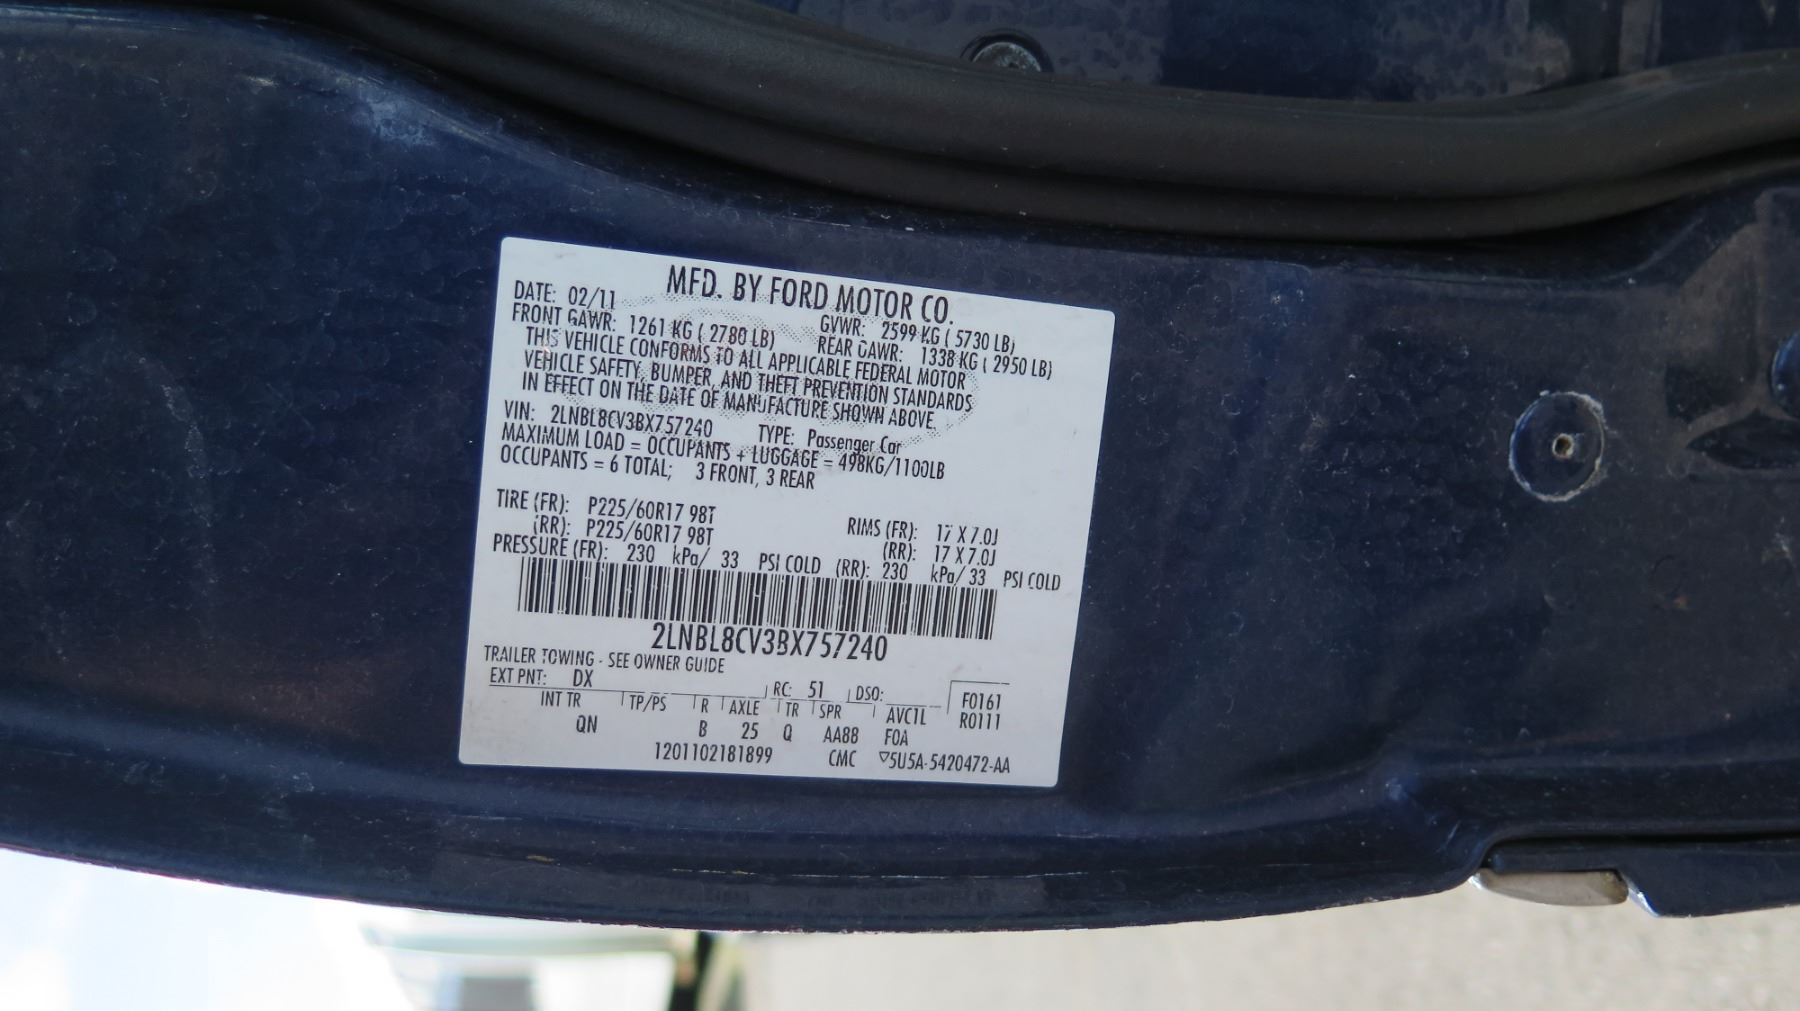 MFD. BY FORD MOTOR CO.
DATE: 02/11 GVWR: 2599 KG ( 5730 LB)
FRONT GAWR: 1261 KG ( 2780 LB) REAR GAWR: 1338 KG ( 2950 LB)
THIS VEHICLE CONFORMS TO ALL APPLICABLE FEDERAL MOTOR
VEHICLE SAFETY, BUMPER, AND THEFT PREVENTION STANDARDS
IN EFFECT ON THE DATE OF MANUFACTURE SHOWN ABOVE.
VIN: 2LNBL8CV3BX757240 TYPE: Passenger Car
MAXIMUM LOAD = OCCUPANTS + LUGGAGE = 498KG/1100LB
OCCUPANTS = 6 TOTAL; 3 FRONT, 3 REAR
TIRE (FR): P225/60R17 98T RIMS (FR): 17 X 7.0J
(RR): P225/60R17 98T (RR): 17 X 7.0J
PRESSURE (FR): 230 kPa/ 33 PSI COLD (RR): 230 kPa/ 33 PSI COLD
2LNBL8CV3BX757240
TRAILER TOWING - SEE OWNER GUIDE
EXT PNT: DX RC: 51 DSO: F0161
INT TR TP/PS R AXLE TR SPR AVC1L R0111
QN B 25 Q AA88 FOA
1201102181899 CMC ▽5U5A-5420472-AA